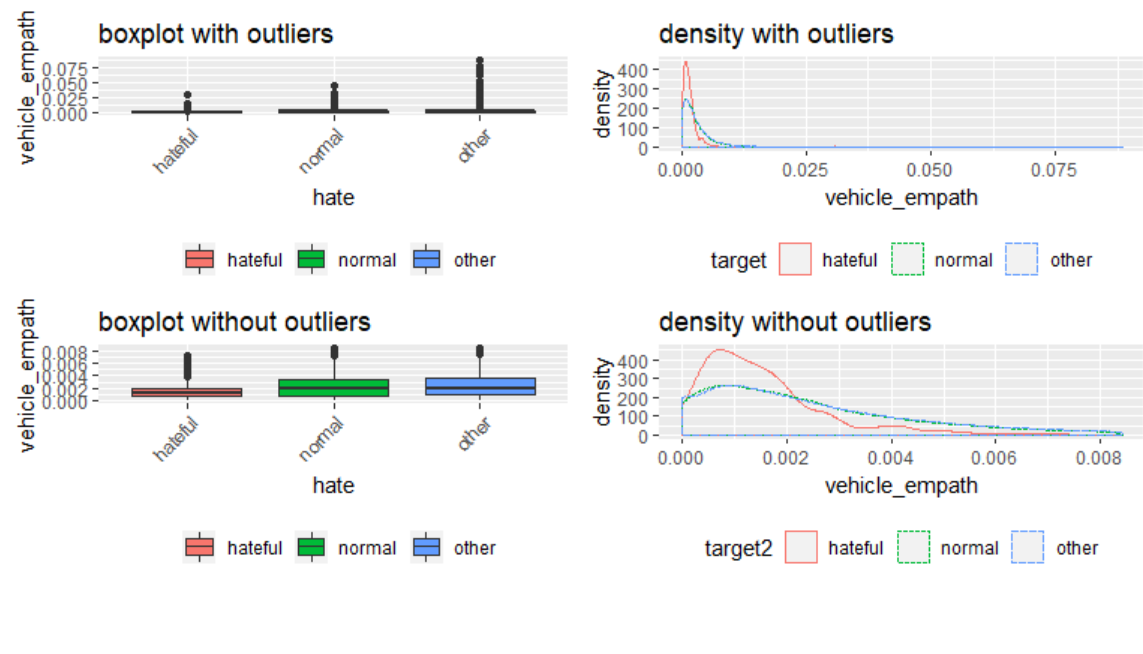 boxplot with outliers
vehicle_empath
0.075
0.050
0.025
0.000
hateful normal other
hate
hateful normal other
density with outliers
density
400
300
200
100
0
0.000 0.025 0.050 0.075
vehicle_empath
target hateful normal other
boxplot without outliers
vehicle_empath
0.008
0.006
0.004
0.002
0.000
hateful normal other
hate
hateful normal other
density without outliers
density
400
300
200
100
0
0.000 0.002 0.004 0.006 0.008
vehicle_empath
target2 hateful normal other